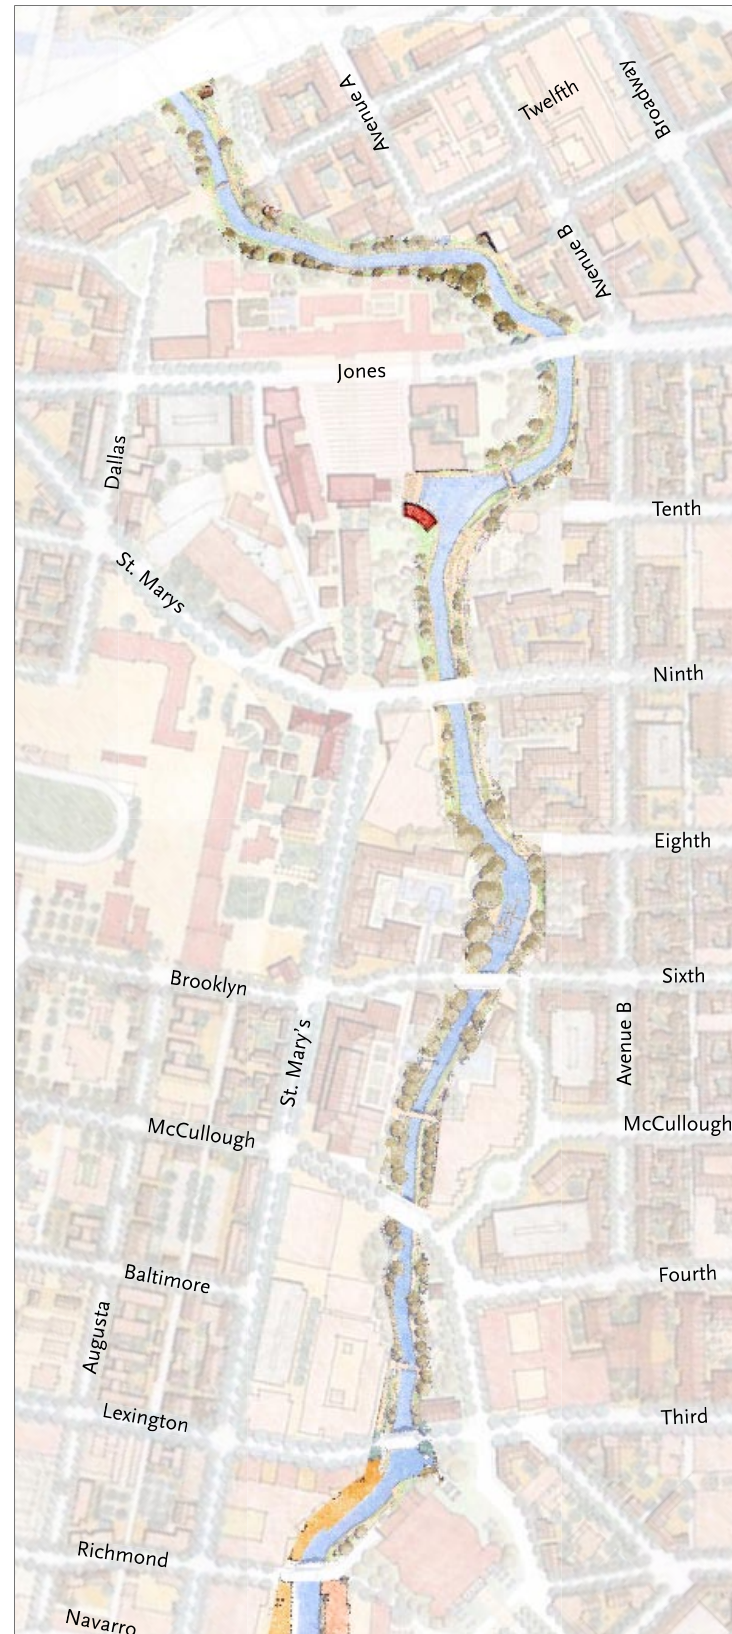 Broadway
Twelfth
Avenue A
Avenue B
Jones
Dallas
Tenth
St. Marys
Ninth
Eighth
Brooklyn
Sixth
Avenue B
St. Mary's
McCullough
McCullough
Baltimore
Fourth
Augusta
Lexington
Third
Richmond
Navarro